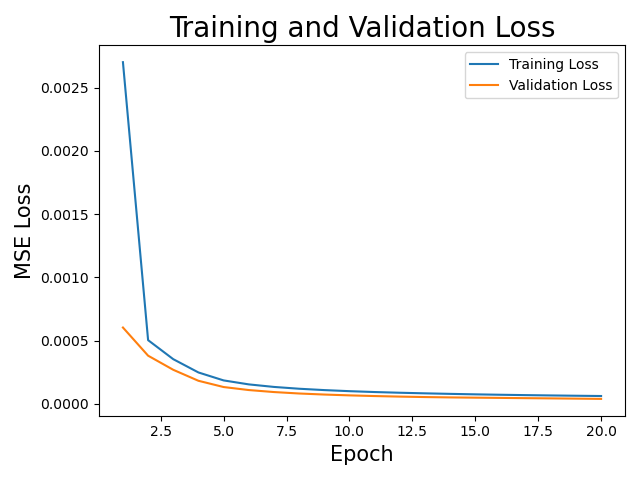 Training and Validation Loss
Training Loss
Validation Loss
0.0025
0.0020
0.0015
0.0010
0.0005
0.0000
MSE Loss
2.5 5.0 7.5 10.0 12.5 15.0 17.5 20.0
Epoch